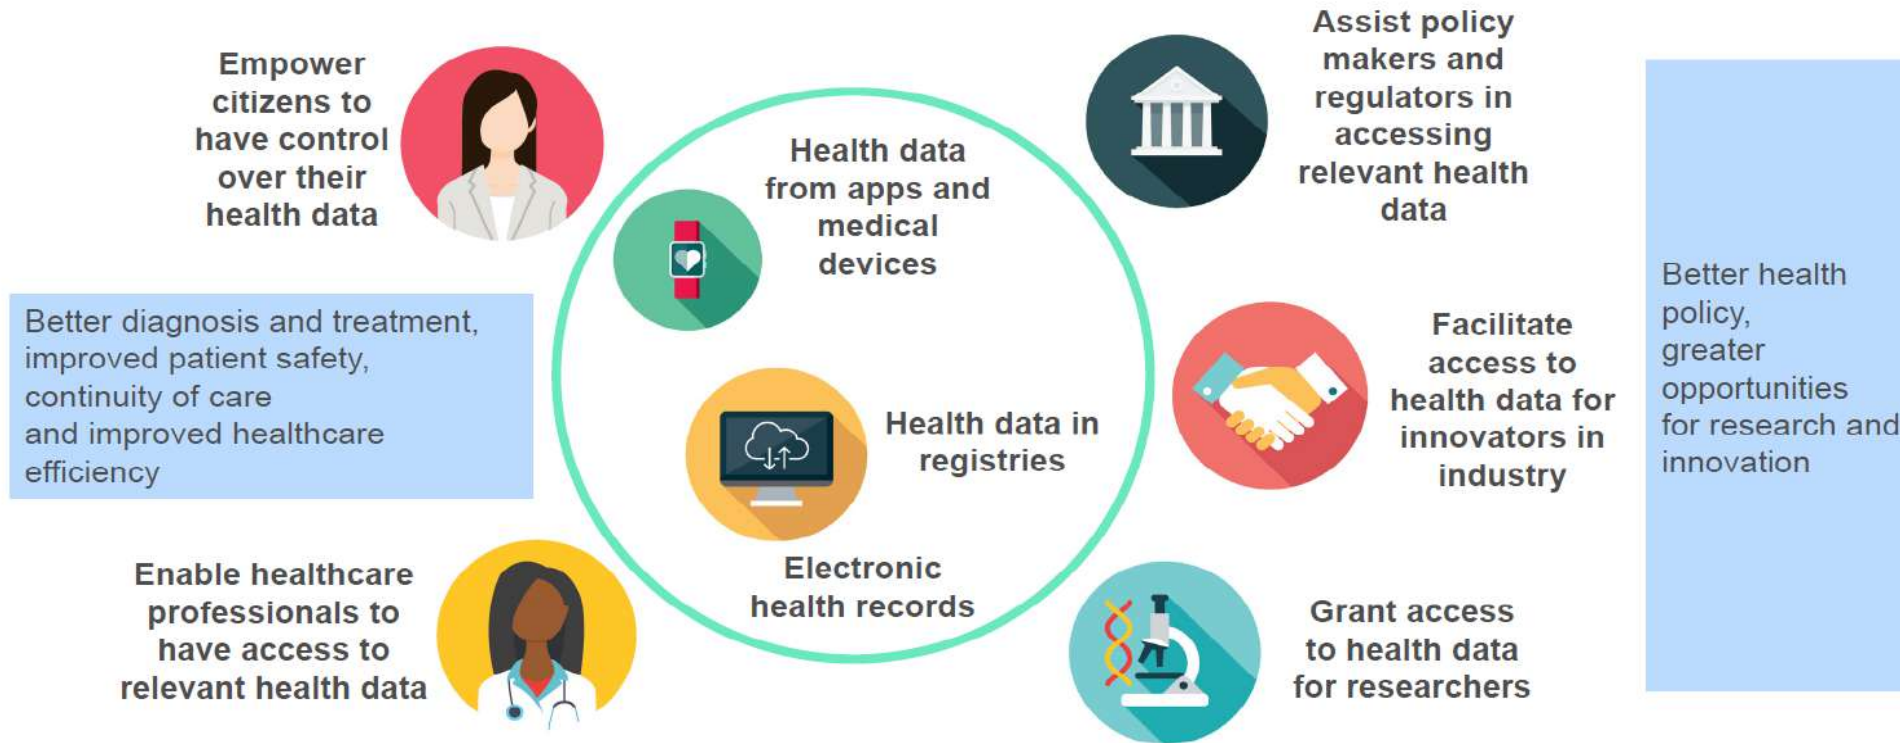 Empower
citizens to
have control
over their
health data
Better diagnosis and treatment,
improved patient safety,
continuity of care
and improved healthcare
efficiency
Enable healthcare
professionals to
have access to
relevant health data
Health data
from apps and
medical
devices
Health data in
registries
Electronic
health records
Assist policy
makers and
regulators in
accessing
relevant health
data
Facilitate
access to
health data for
innovators in
industry
Grant access
to health data
for researchers
Better health
policy,
greater
opportunities
for research and
innovation